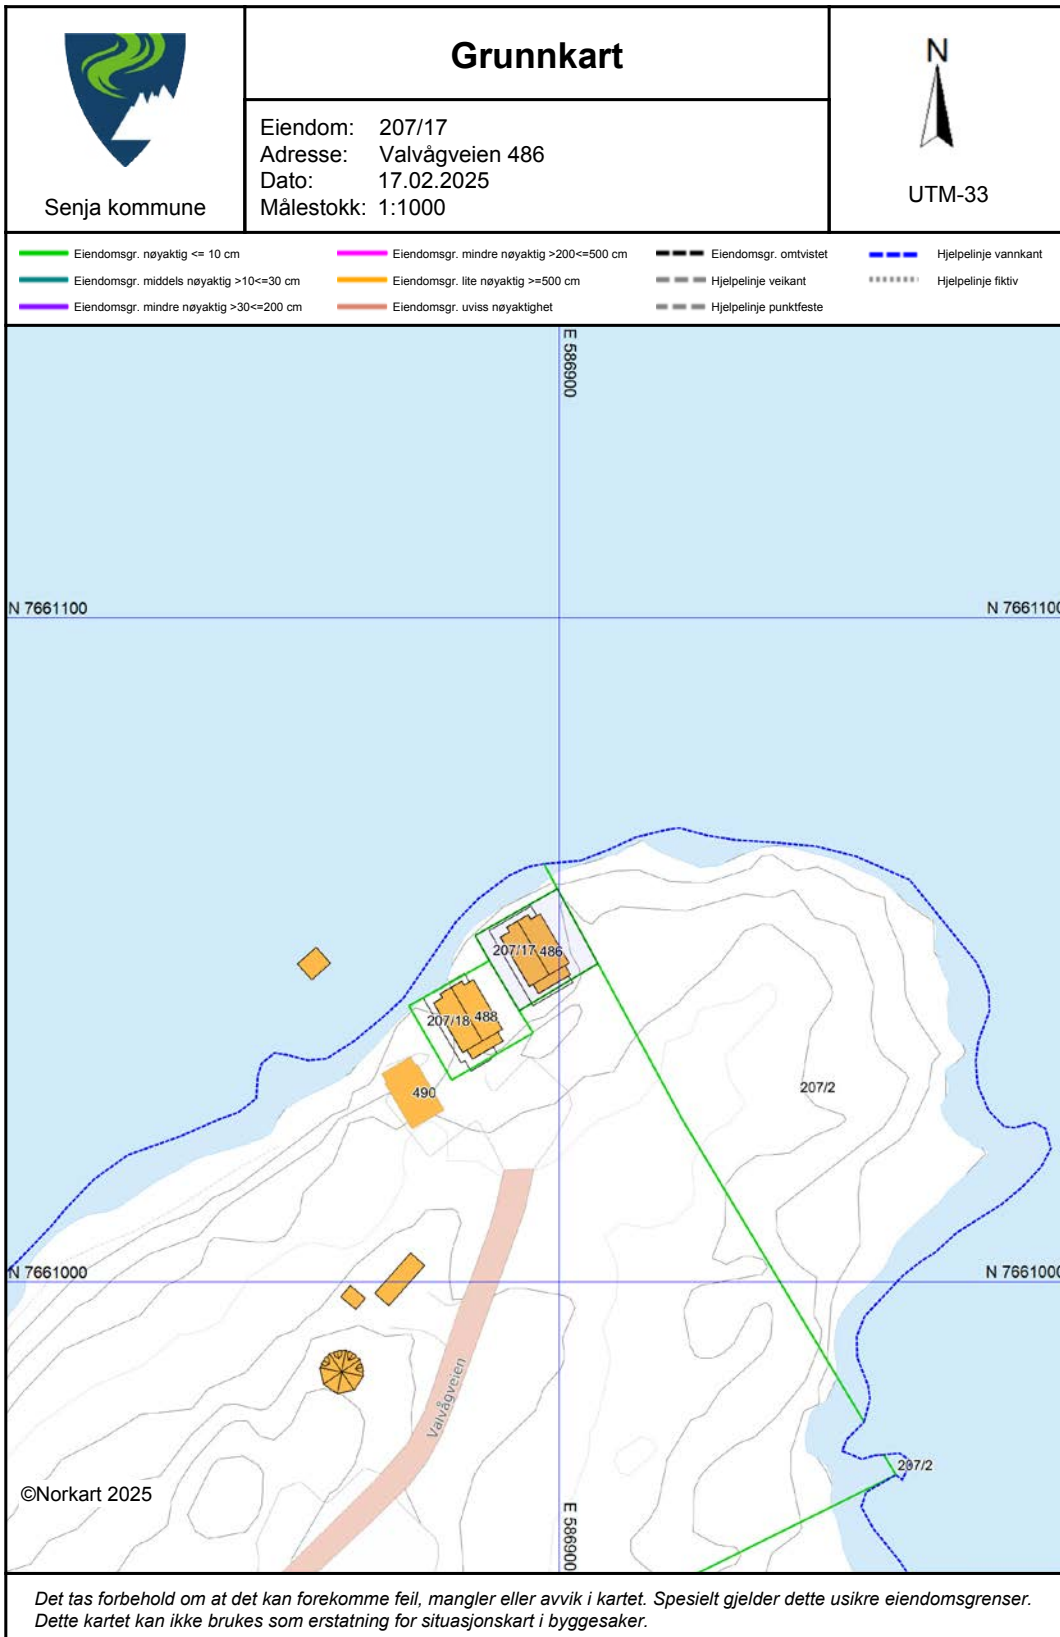 Grunnkart
Senja kommune
Eiendom: 207/17
Adresse: Valvågveien 486
Dato: 17.02.2025
Målestokk: 1:1000
N
UTM-33
Eiendomsgr. nøyaktig <= 10 cm
Eiendomsgr. middels nøyaktig >10<=30 cm
Eiendomsgr. mindre nøyaktig >30<=200 cm
Eiendomsgr. mindre nøyaktig >200<=500 cm
Eiendomsgr. lite nøyaktig >=500 cm
Eiendomsgr. uviss nøyaktighet
Eiendomsgr. omtvistet
Hjelpelinje veikant
Hjelpelinje punktfeste
Hjelpelinje vannkant
Hjelpelinje fiktiv
E 586900
N 7661100
N 7661100
207/17 486
207/18 488
490
207/2
N 7661000
N 7661000
Valvågveien
207/2
©Norkart 2025
E 586900
Det tas forbehold om at det kan forekomme feil, mangler eller avvik i kartet. Spesielt gjelder dette usikre eiendomsgrenser.
Dette kartet kan ikke brukes som erstatning for situasjonskart i byggesaker.